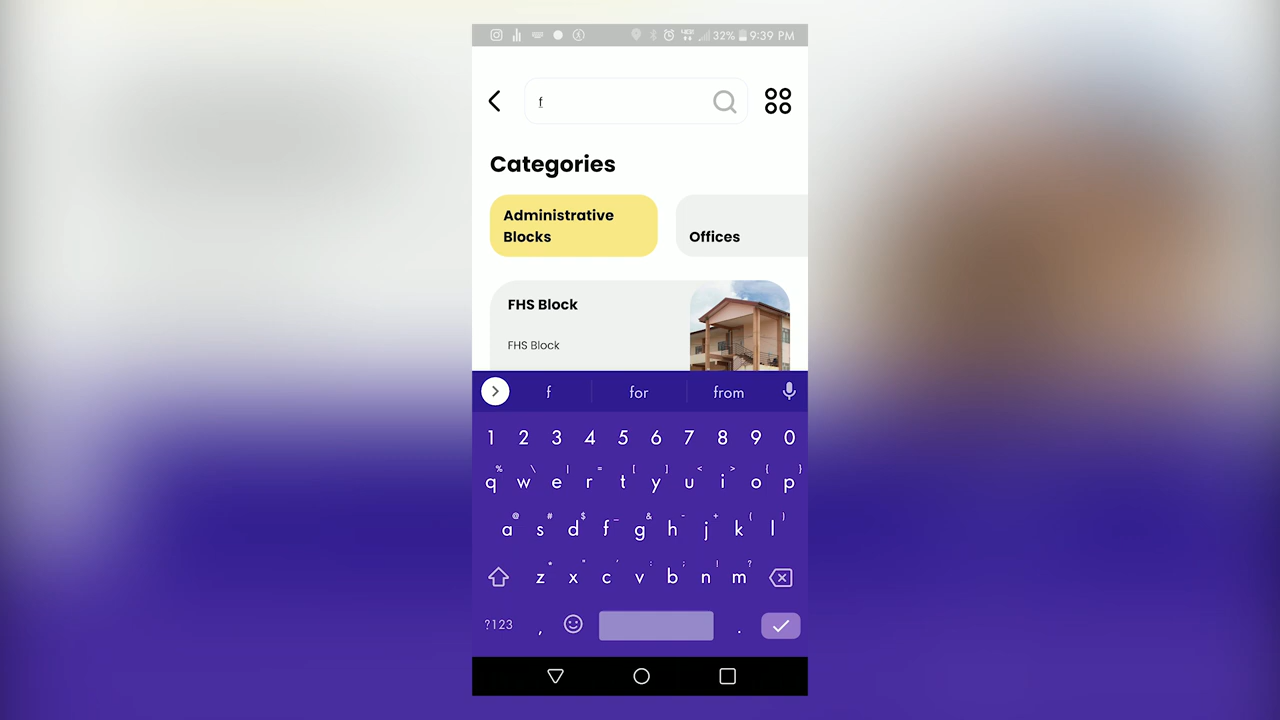 32% 9:39 PM
f
Categories
Administrative
Blocks
Offices
FHS Block
FHS Block
f for from
1 2 3 4 5 6 7 8 9 0
% \ | = [ ] < > { }
q w e r t y u i o p
@ # $ _ & - + ( )
a s d f g h j k l
* " ' : ; ! ?
z x c v b n m
?123 , .